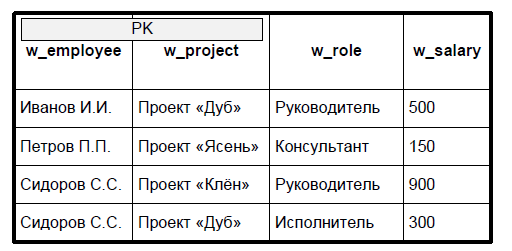 PK
w_employee w_project w_role w_salary
Иванов И.И. Проект «Дуб» Руководитель 500
Петров П.П. Проект «Ясень» Консультант 150
Сидоров С.С. Проект «Клён» Руководитель 900
Сидоров С.С. Проект «Дуб» Исполнитель 300